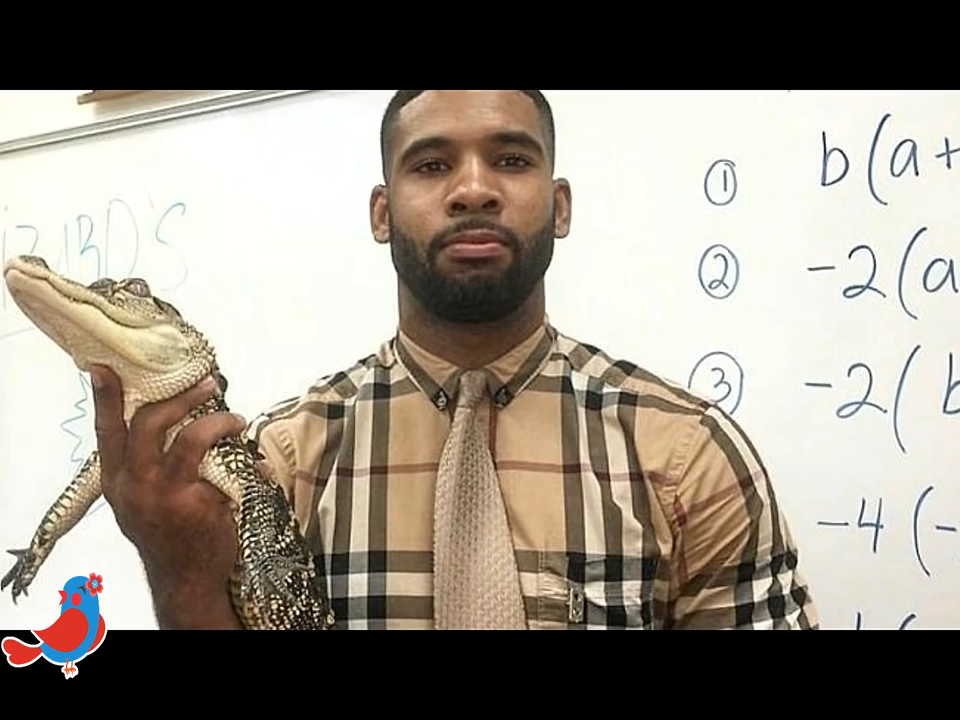 ① b(a+
② -2(a
③ -2( b
-4 (-